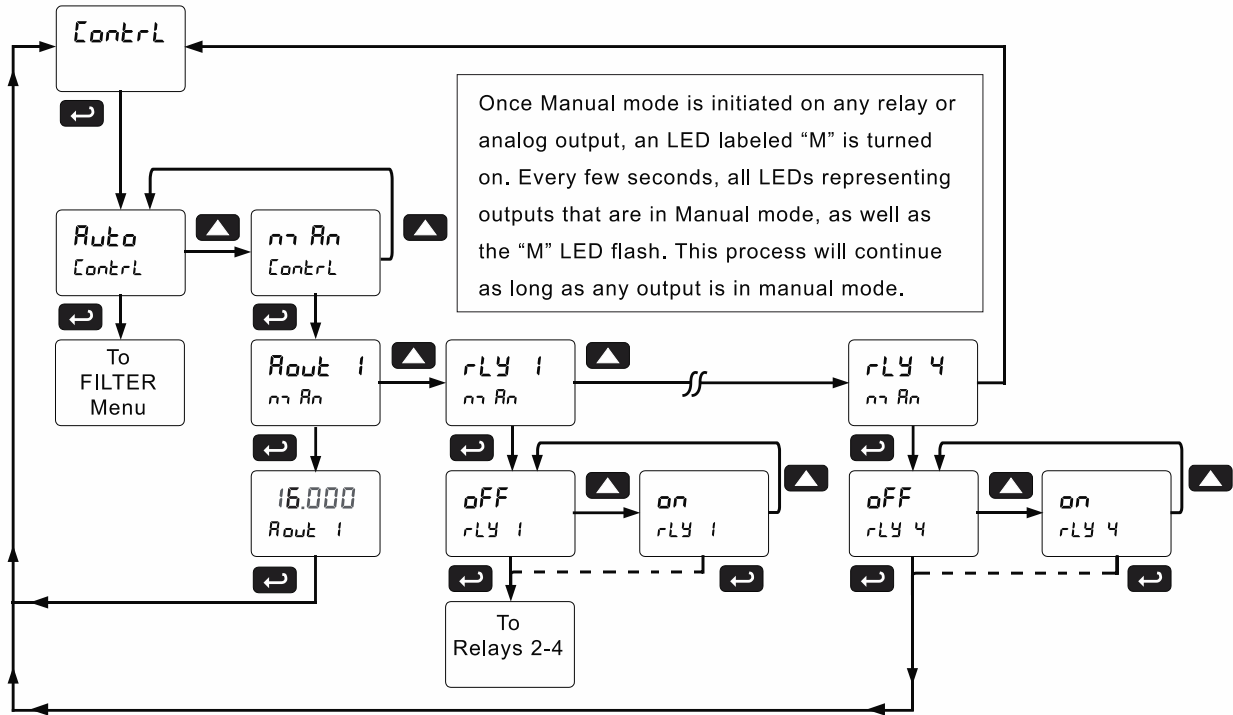 ContrL
Once Manual mode is initiated on any relay or
analog output, an LED labeled “M” is turned
on. Every few seconds, all LEDs representing
outputs that are in Manual mode, as well as
the “M” LED flash. This process will continue
as long as any output is in manual mode.
Auto
ContrL
mAn
ContrL
To
FILTER
Menu
Aout 1
mAn
rLY 1
mAn
rLY 4
mAn
16.000
Aout 1
oFF
rLY 1
on
rLY 1
oFF
rLY 4
on
rLY 4
To
Relays 2-4